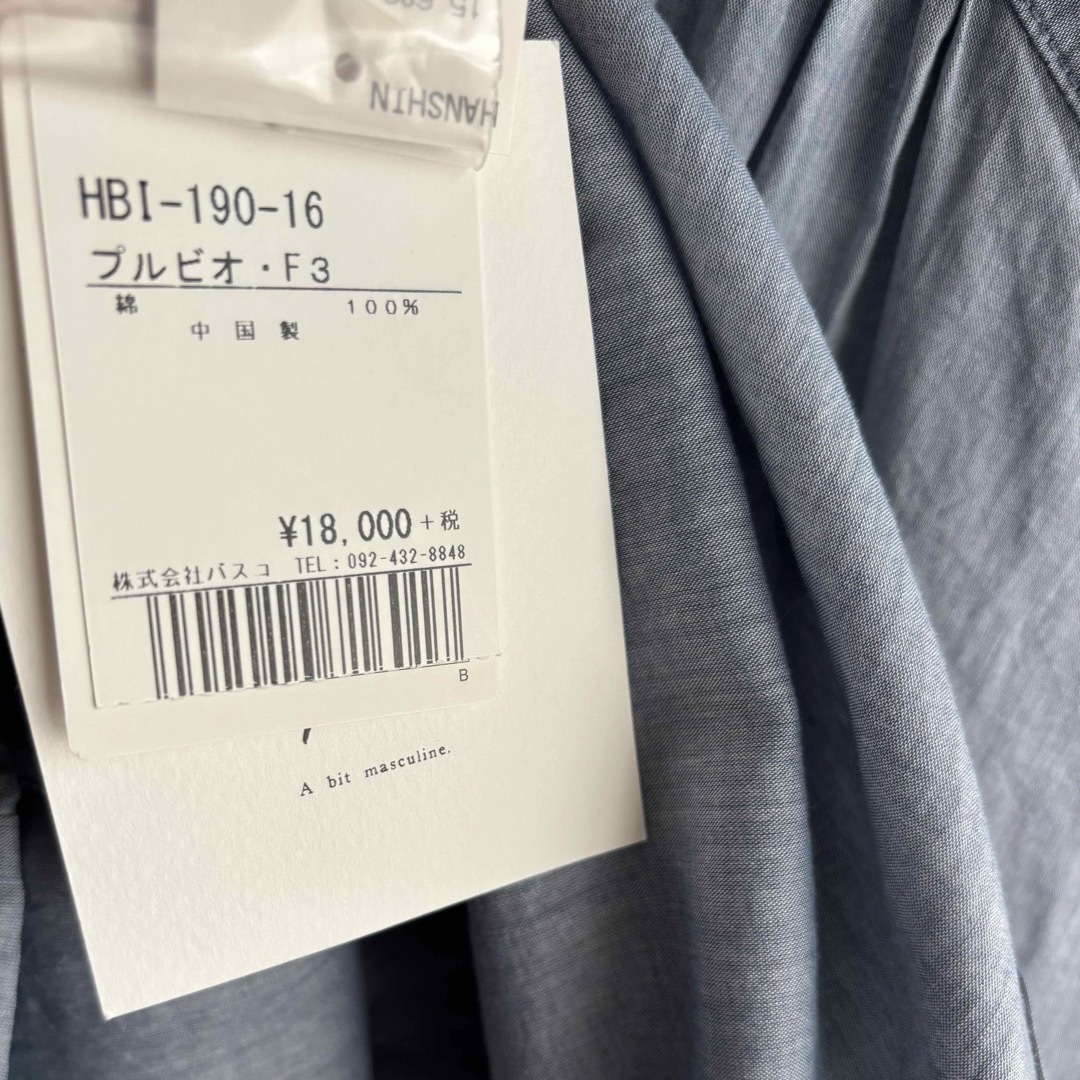 HANSHIN
HBI-190-16
プルビオ・F3
綿 100%
中国製
¥18,000+税
株式会社バスコ TEL:092-432-8848
B
A bit masculine.